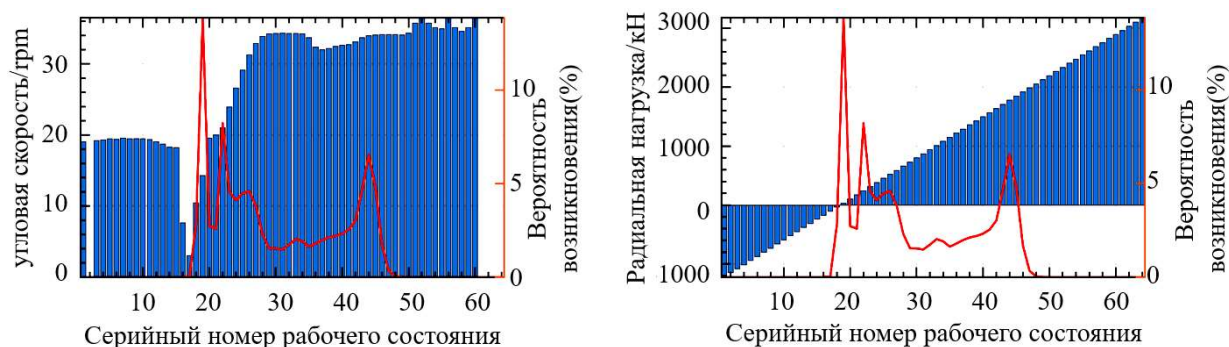 угловая скорость/rpm
30
20
10
0
10
5
0
Вероятность
возникновения(%)
10 20 30 40 50 60
Серийный номер рабочего состояния
Радиальная нагрузка/кН
3000
2000
1000
0
1000
10
5
0
Вероятность
возникновения(%)
10 20 30 40 50 60
Серийный номер рабочего состояния